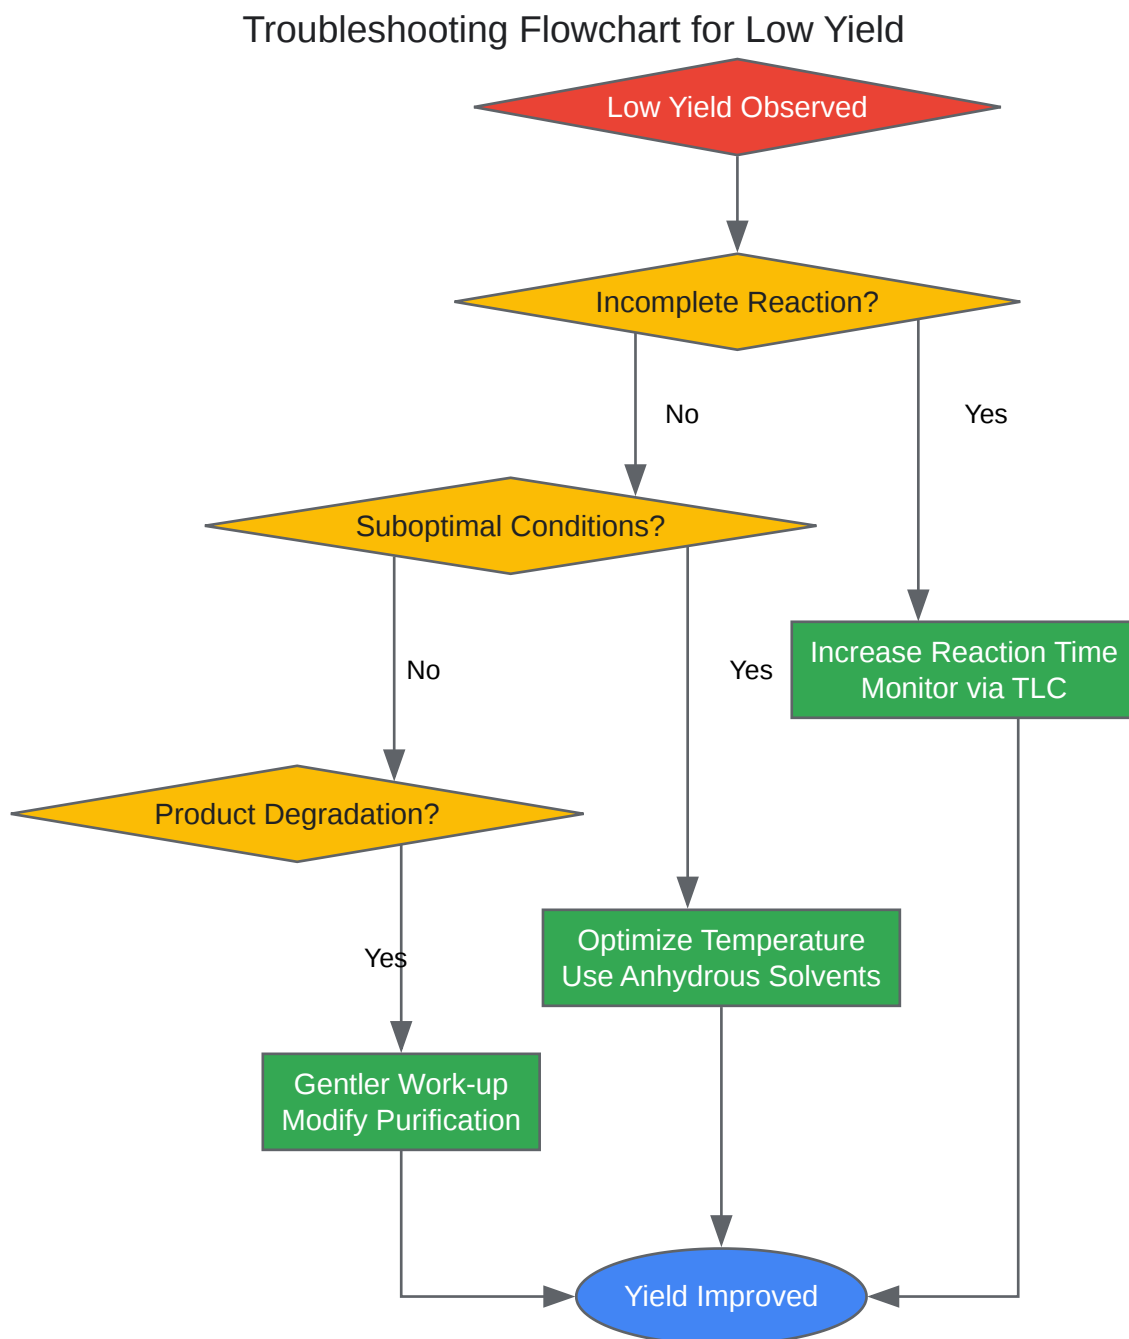 Troubleshooting Flowchart for Low Yield
Low Yield Observed
Incomplete Reaction?
No
Yes
Suboptimal Conditions?
Increase Reaction Time
Monitor via TLC
No
Yes
Product Degradation?
Optimize Temperature
Use Anhydrous Solvents
Yes
Gentler Work-up
Modify Purification
Yield Improved